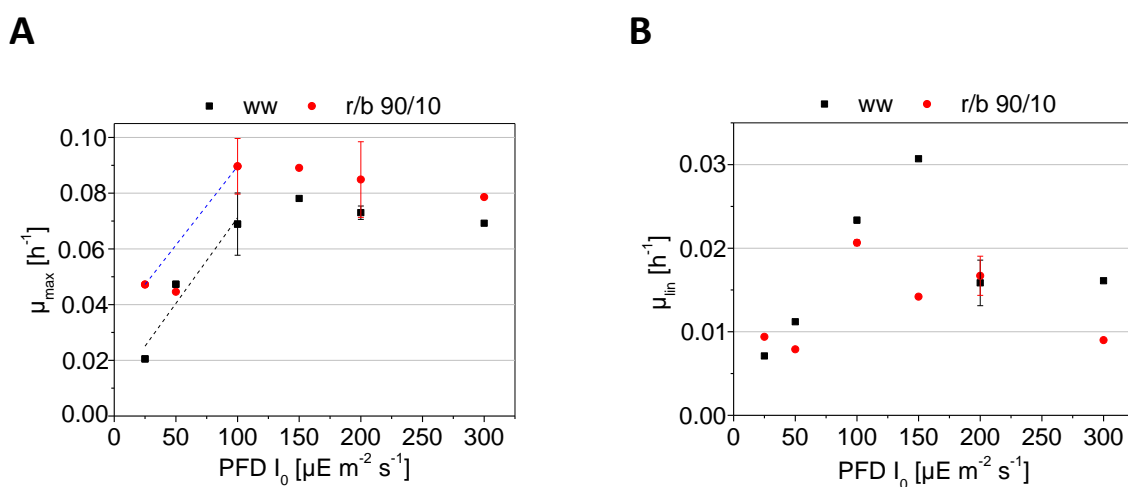 A
B
ww r/b 90/10
ww r/b 90/10
0.10
0.08
0.06
0.04
0.02
0.00
μmax [h-1]
0 50 100 150 200 250 300
PFD I0 [μE m-2 s-1]
0.03
0.02
0.01
0.00
μlin [h-1]
0 50 100 150 200 250 300
PFD I0 [μE m-2 s-1]